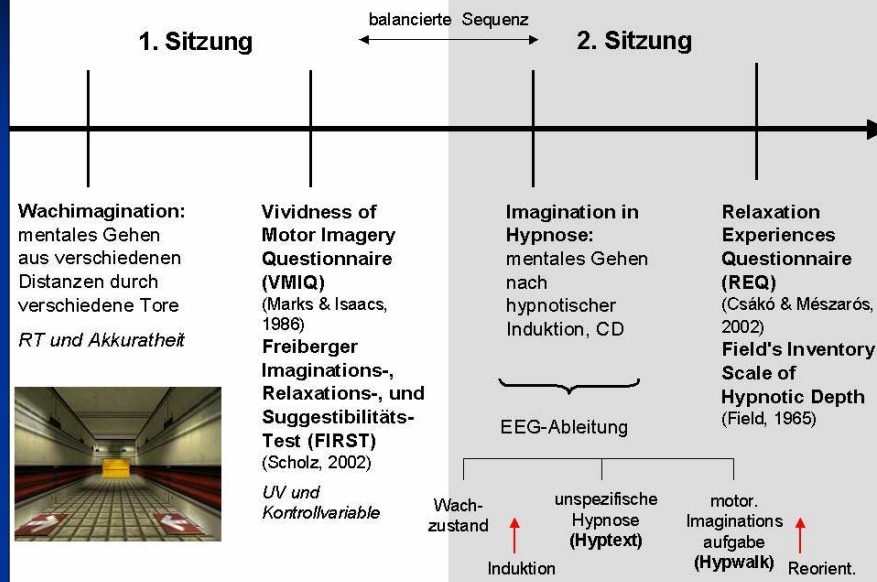 balancierte Sequenz
1. Sitzung
2. Sitzung
Wachimagination:
mentales Gehen
aus verschiedenen
Distanzen durch
verschiedene Tore
RT und Akkuratheit
Vividness of
Motor Imagery
Questionnaire
(VMIQ)
(Marks & Isaacs,
1986)
Freiberger
Imaginations-,
Relaxations-, und
Suggestibilitäts-
Test (FIRST)
(Scholz, 2002)
UV und
Kontrollvariable
Imagination in
Hypnose:
mentales Gehen
nach
hypnotischer
Induktion, CD
EEG-Ableitung
Relaxation
Experiences
Questionnaire
(REQ)
(Csákó & Mészarós,
2002)
Field's Inventory
Scale of
Hypnotic Depth
(Field, 1965)
Wach-
zustand
Induktion
unspezifische
Hypnose
(Hyptext)
motor.
Imaginations
aufgabe
(Hypwalk)
Reorient.